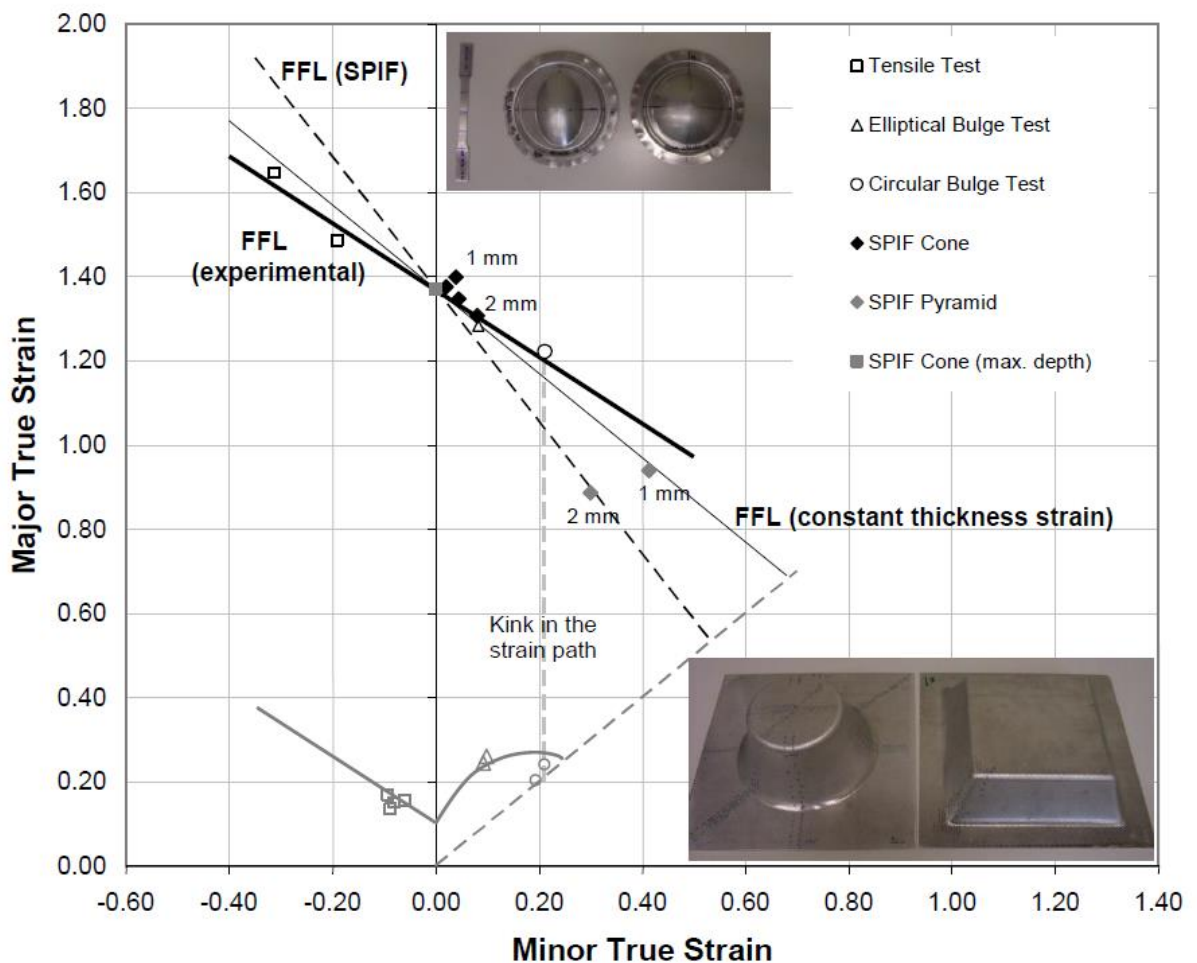 2.00
1.80
1.60
1.40
1.20
1.00
0.80
0.60
0.40
0.20
0.00
Major True Strain
FFL (SPIF)
FFL
(experimental)
1 mm
2 mm
1 mm
2 mm
FFL (constant thickness strain)
Kink in the
strain path
Tensile Test
Elliptical Bulge Test
Circular Bulge Test
SPIF Cone
SPIF Pyramid
SPIF Cone (max. depth)
-0.60
-0.40
-0.20
0.00
0.20
0.40
0.60
0.80
1.00
1.20
1.40
Minor True Strain